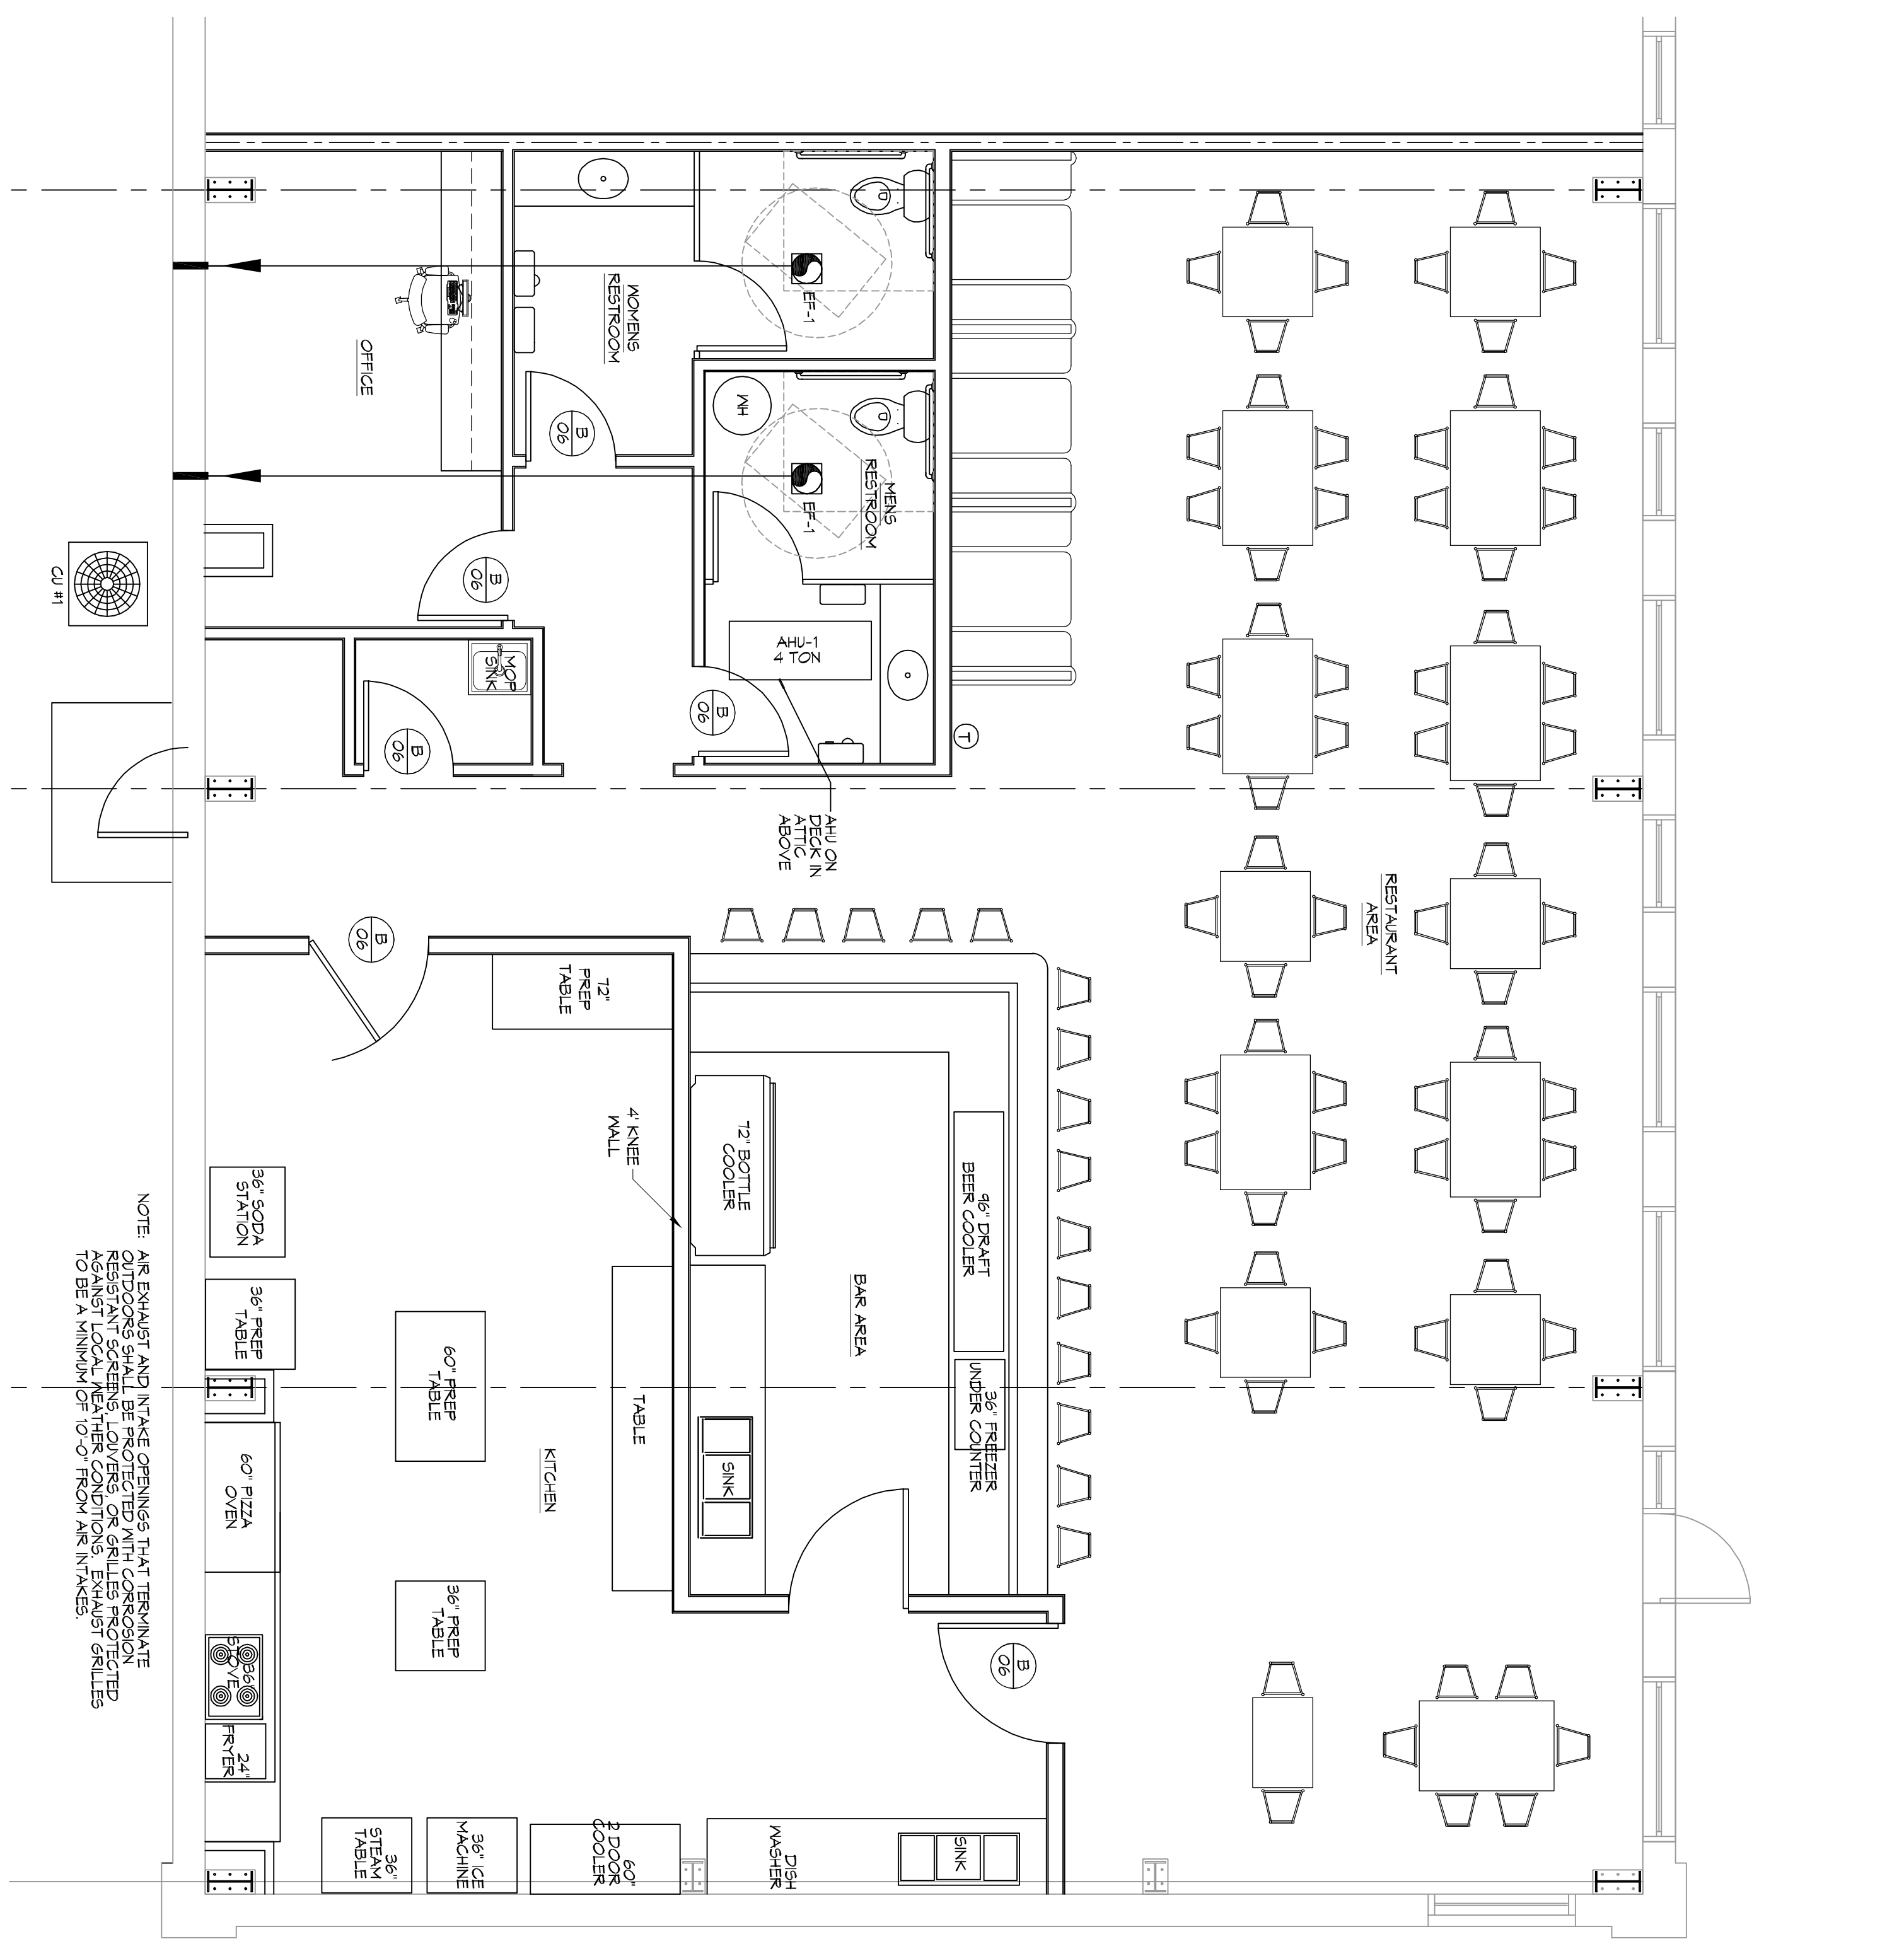 WOMENS
RESTROOM
EF-1
OFFICE
WH
B
06
MENS
RESTROOM
EF-1
B
06
CU #1
AHU-1
4 TON
MOP
SINK
B
06
B
06
T
AHU ON
DECK IN
ATTIC
ABOVE
RESTAURANT
AREA
B
06
72"
PREP
TABLE
4' KNEE
WALL
72" BOTTLE
COOLER
96" DRAFT
BEER COOLER
BAR AREA
36" FREEZER
UNDER COUNTER
36" SODA
STATION
36" PREP
TABLE
60" PREP
TABLE
TABLE
SINK
KITCHEN
60" PIZZA
OVEN
36" PREP
TABLE
36"
STOVE
24"
FRYER
B
06
36"
STEAM
TABLE
36" ICE
MACHINE
60"
2 DOOR
COOLER
DISH
WASHER
SINK
NOTE: AIR EXHAUST AND INTAKE OPENINGS THAT TERMINATE
OUTDOORS SHALL BE PROTECTED WITH CORROSION
RESISTANT SCREENS, LOUVERS, OR GRILLES PROTECTED
AGAINST LOCAL WEATHER CONDITIONS. EXHAUST GRILLES
TO BE A MINIMUM OF 10'-0" FROM AIR INTAKES.